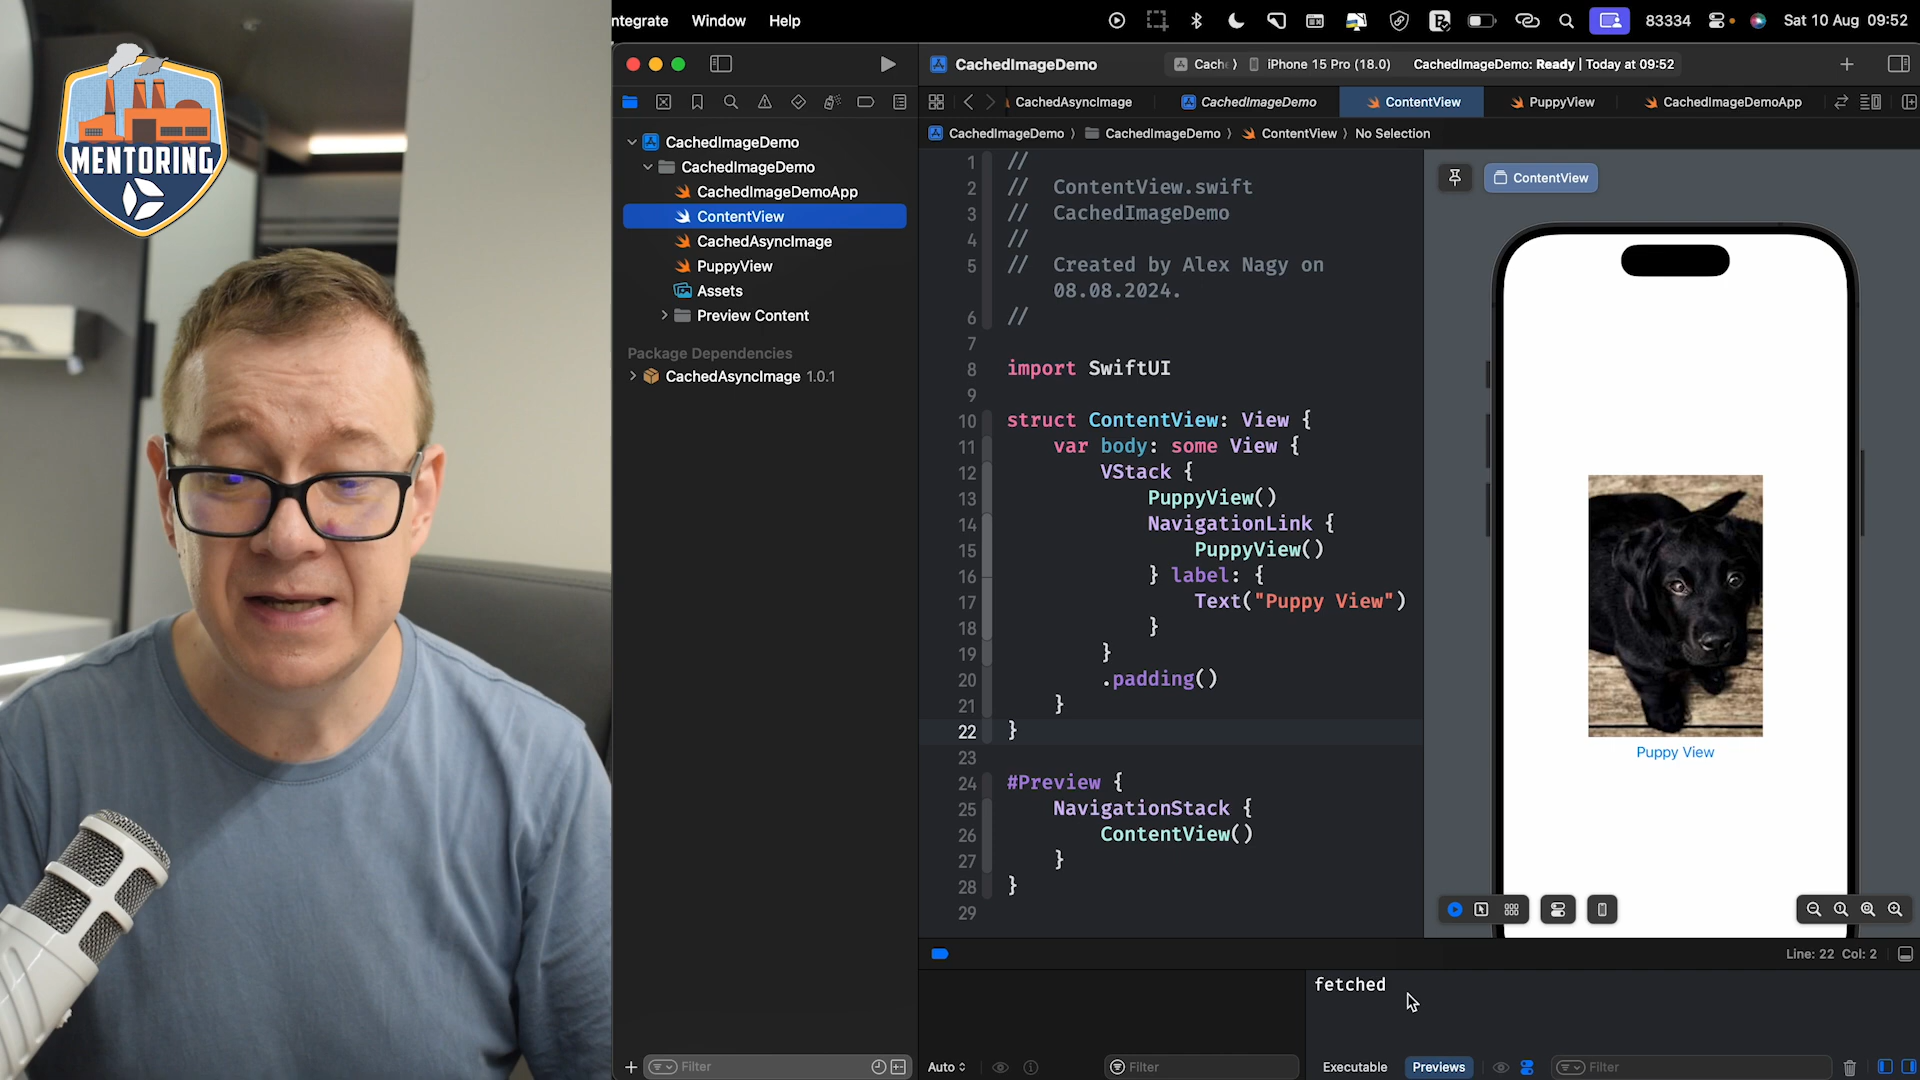 ntegrate Window Help 83334 Sat 10 Aug 09:52
MENTORING
CachedImageDemo Cach iPhone 15 Pro (18.0) CachedImageDemo: Ready | Today at 09:52
CachedAsyncImage CachedImageDemo ContentView PuppyView CachedImageDemoApp
CachedImageDemo CachedImageDemo ContentView No Selection
CachedImageDemo
CachedImageDemo
CachedImageDemoApp
ContentView
CachedAsyncImage
PuppyView
Assets
Preview Content
Package Dependencies
CachedAsyncImage 1.0.1
Filter
1 //
2 // ContentView.swift
3 // CachedImageDemo
4 //
5 // Created by Alex Nagy on
08.08.2024.
6 //
7
8 import SwiftUI
9
10 struct ContentView: View {
11 var body: some View {
12 VStack {
13 PuppyView()
14 NavigationLink {
15 PuppyView()
16 } label: {
17 Text("Puppy View")
18 }
19 }
20 .padding()
21 }
22 }
23
24 #Preview {
25 NavigationStack {
26 ContentView()
27 }
28 }
29
ContentView
Puppy View
Line: 22 Col: 2
fetched
Auto Filter Executable Previews Filter